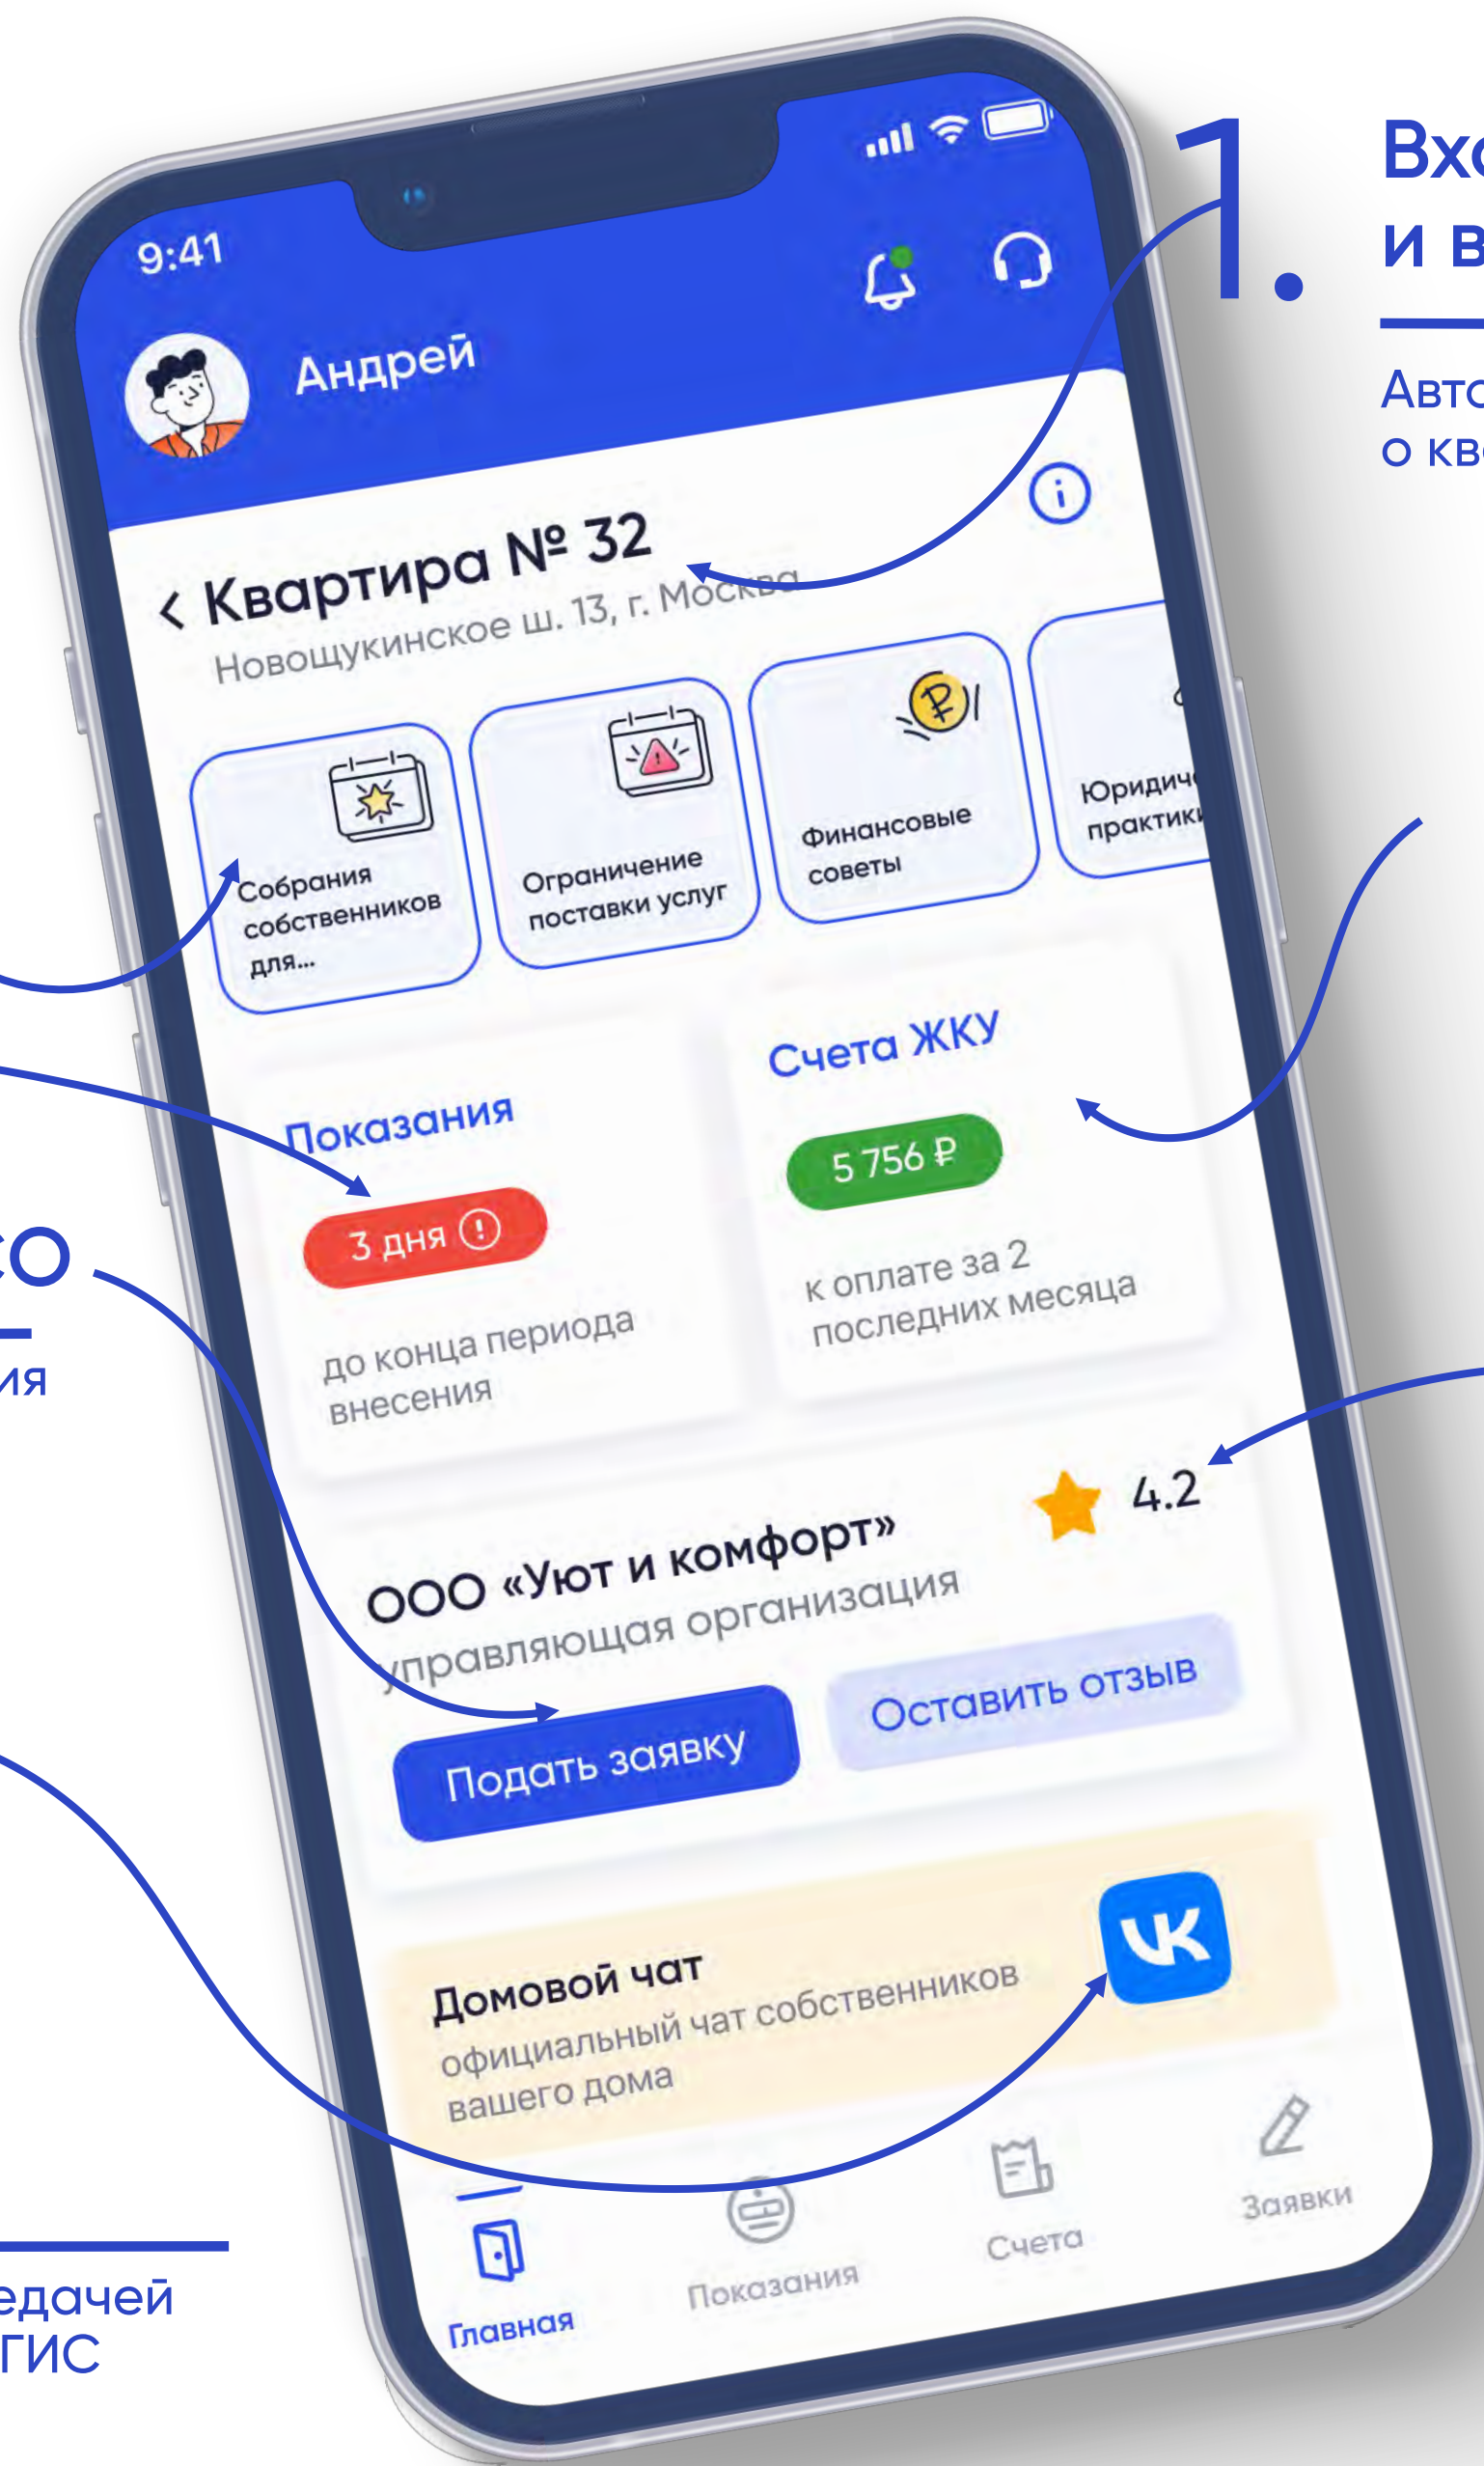 1.
9:41
Андрей
Квартира № 32
Новощукинское ш. 13, г. Москва
Собрания
собственников
для...
Ограничение
поставки услуг
Финансовые
советы
Показания
3 дня
до конца периода
внесения
Счета ЖКУ
5 756 ₽
к оплате за 2
последних месяца
ООО «Уют и комфорт»
4.2
управляющая организация
Подать заявку
Оставить отзыв
Домовой чат
официальный чат собственников
вашего дома
VK
Главная
Показания
Счета
Заявки
и
о
ГИС